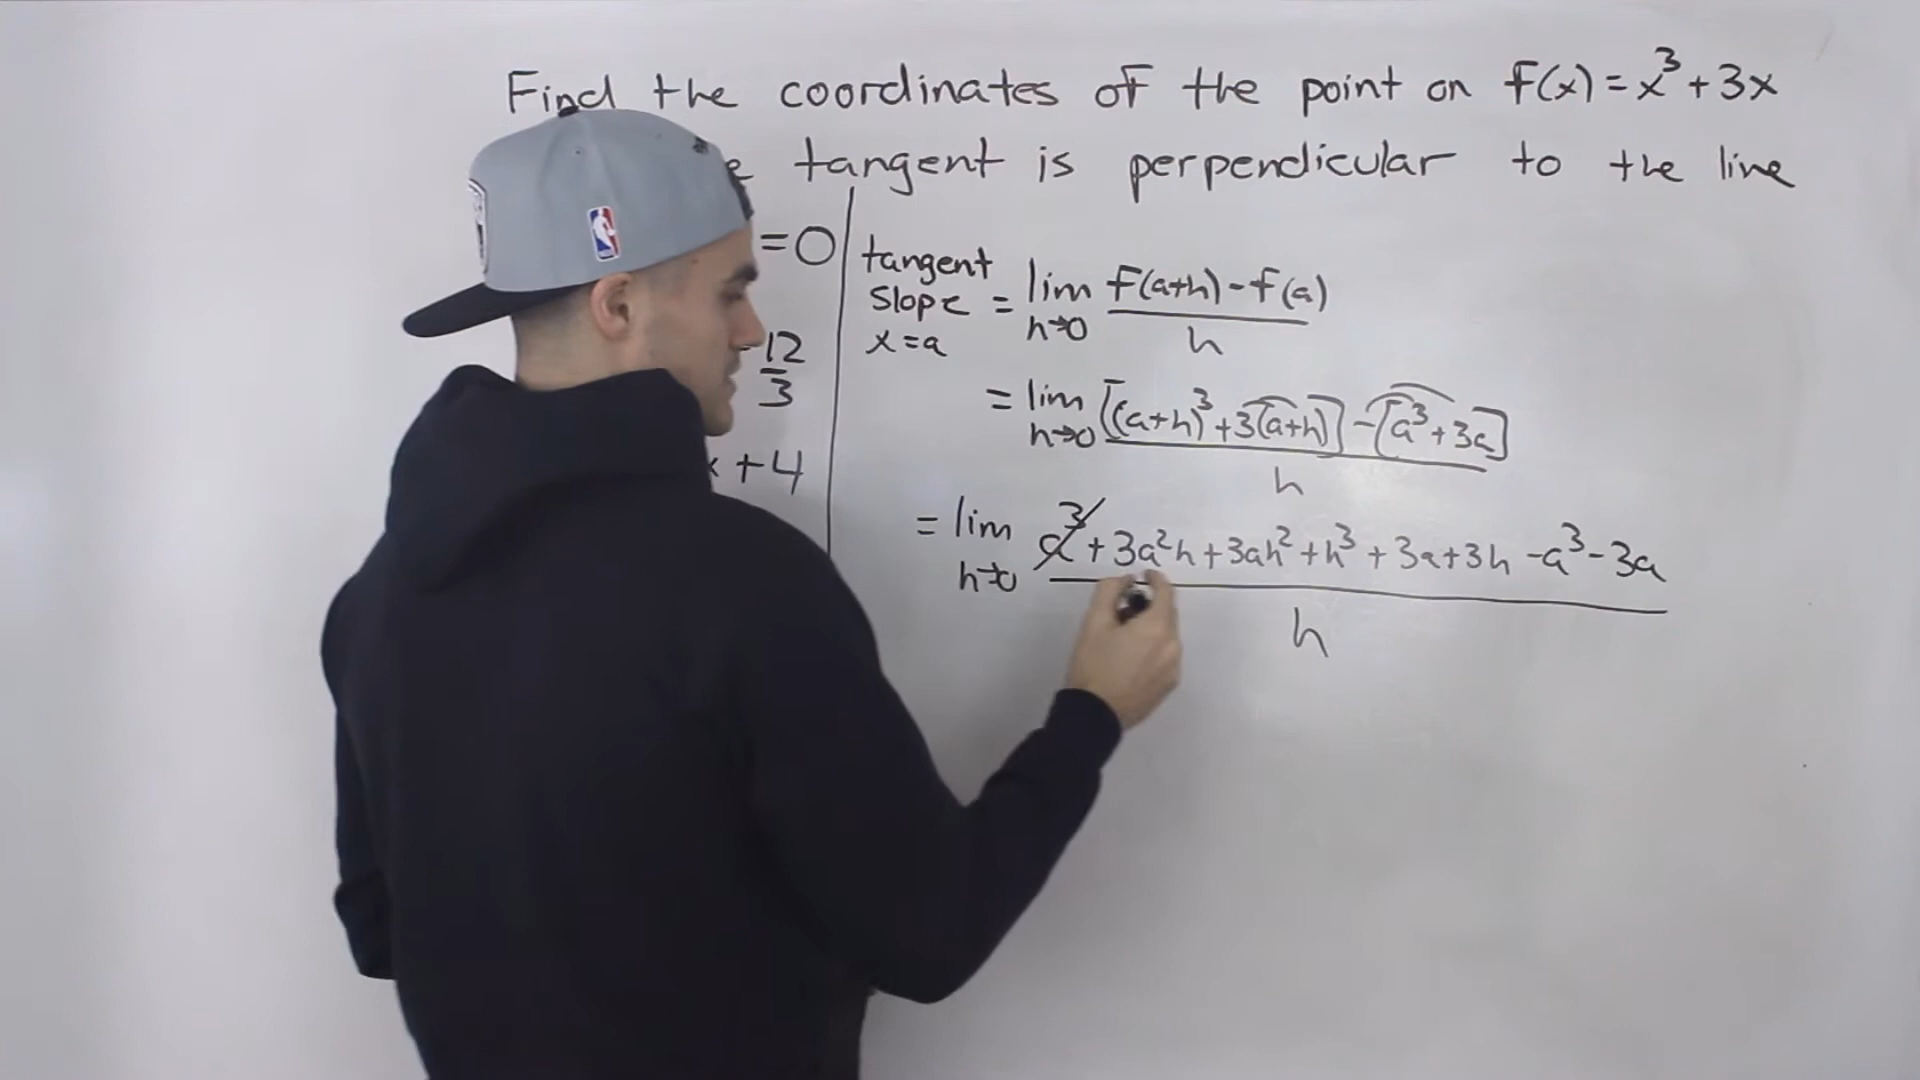 Find the coordinates of the point on f(x) = x³ + 3x
tangent is perpendicular to the line
= 0
-12
3
x + 4
tangent
slope
x = a
= lim f(a+h) - f(a)
h→0 h
= lim [(a+h)³ + 3(a+h)] - [a³ + 3a]
h→0 h
= lim a³ + 3a²h + 3ah² + h³ + 3a + 3h - a³ - 3a
h→0 h